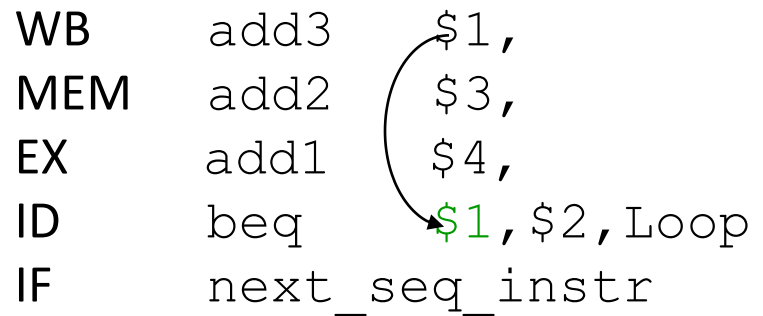 WB add3 $1,
MEM add2 $3,
EX add1 $4,
ID beq $1,$2,Loop
IF next_seq_instr